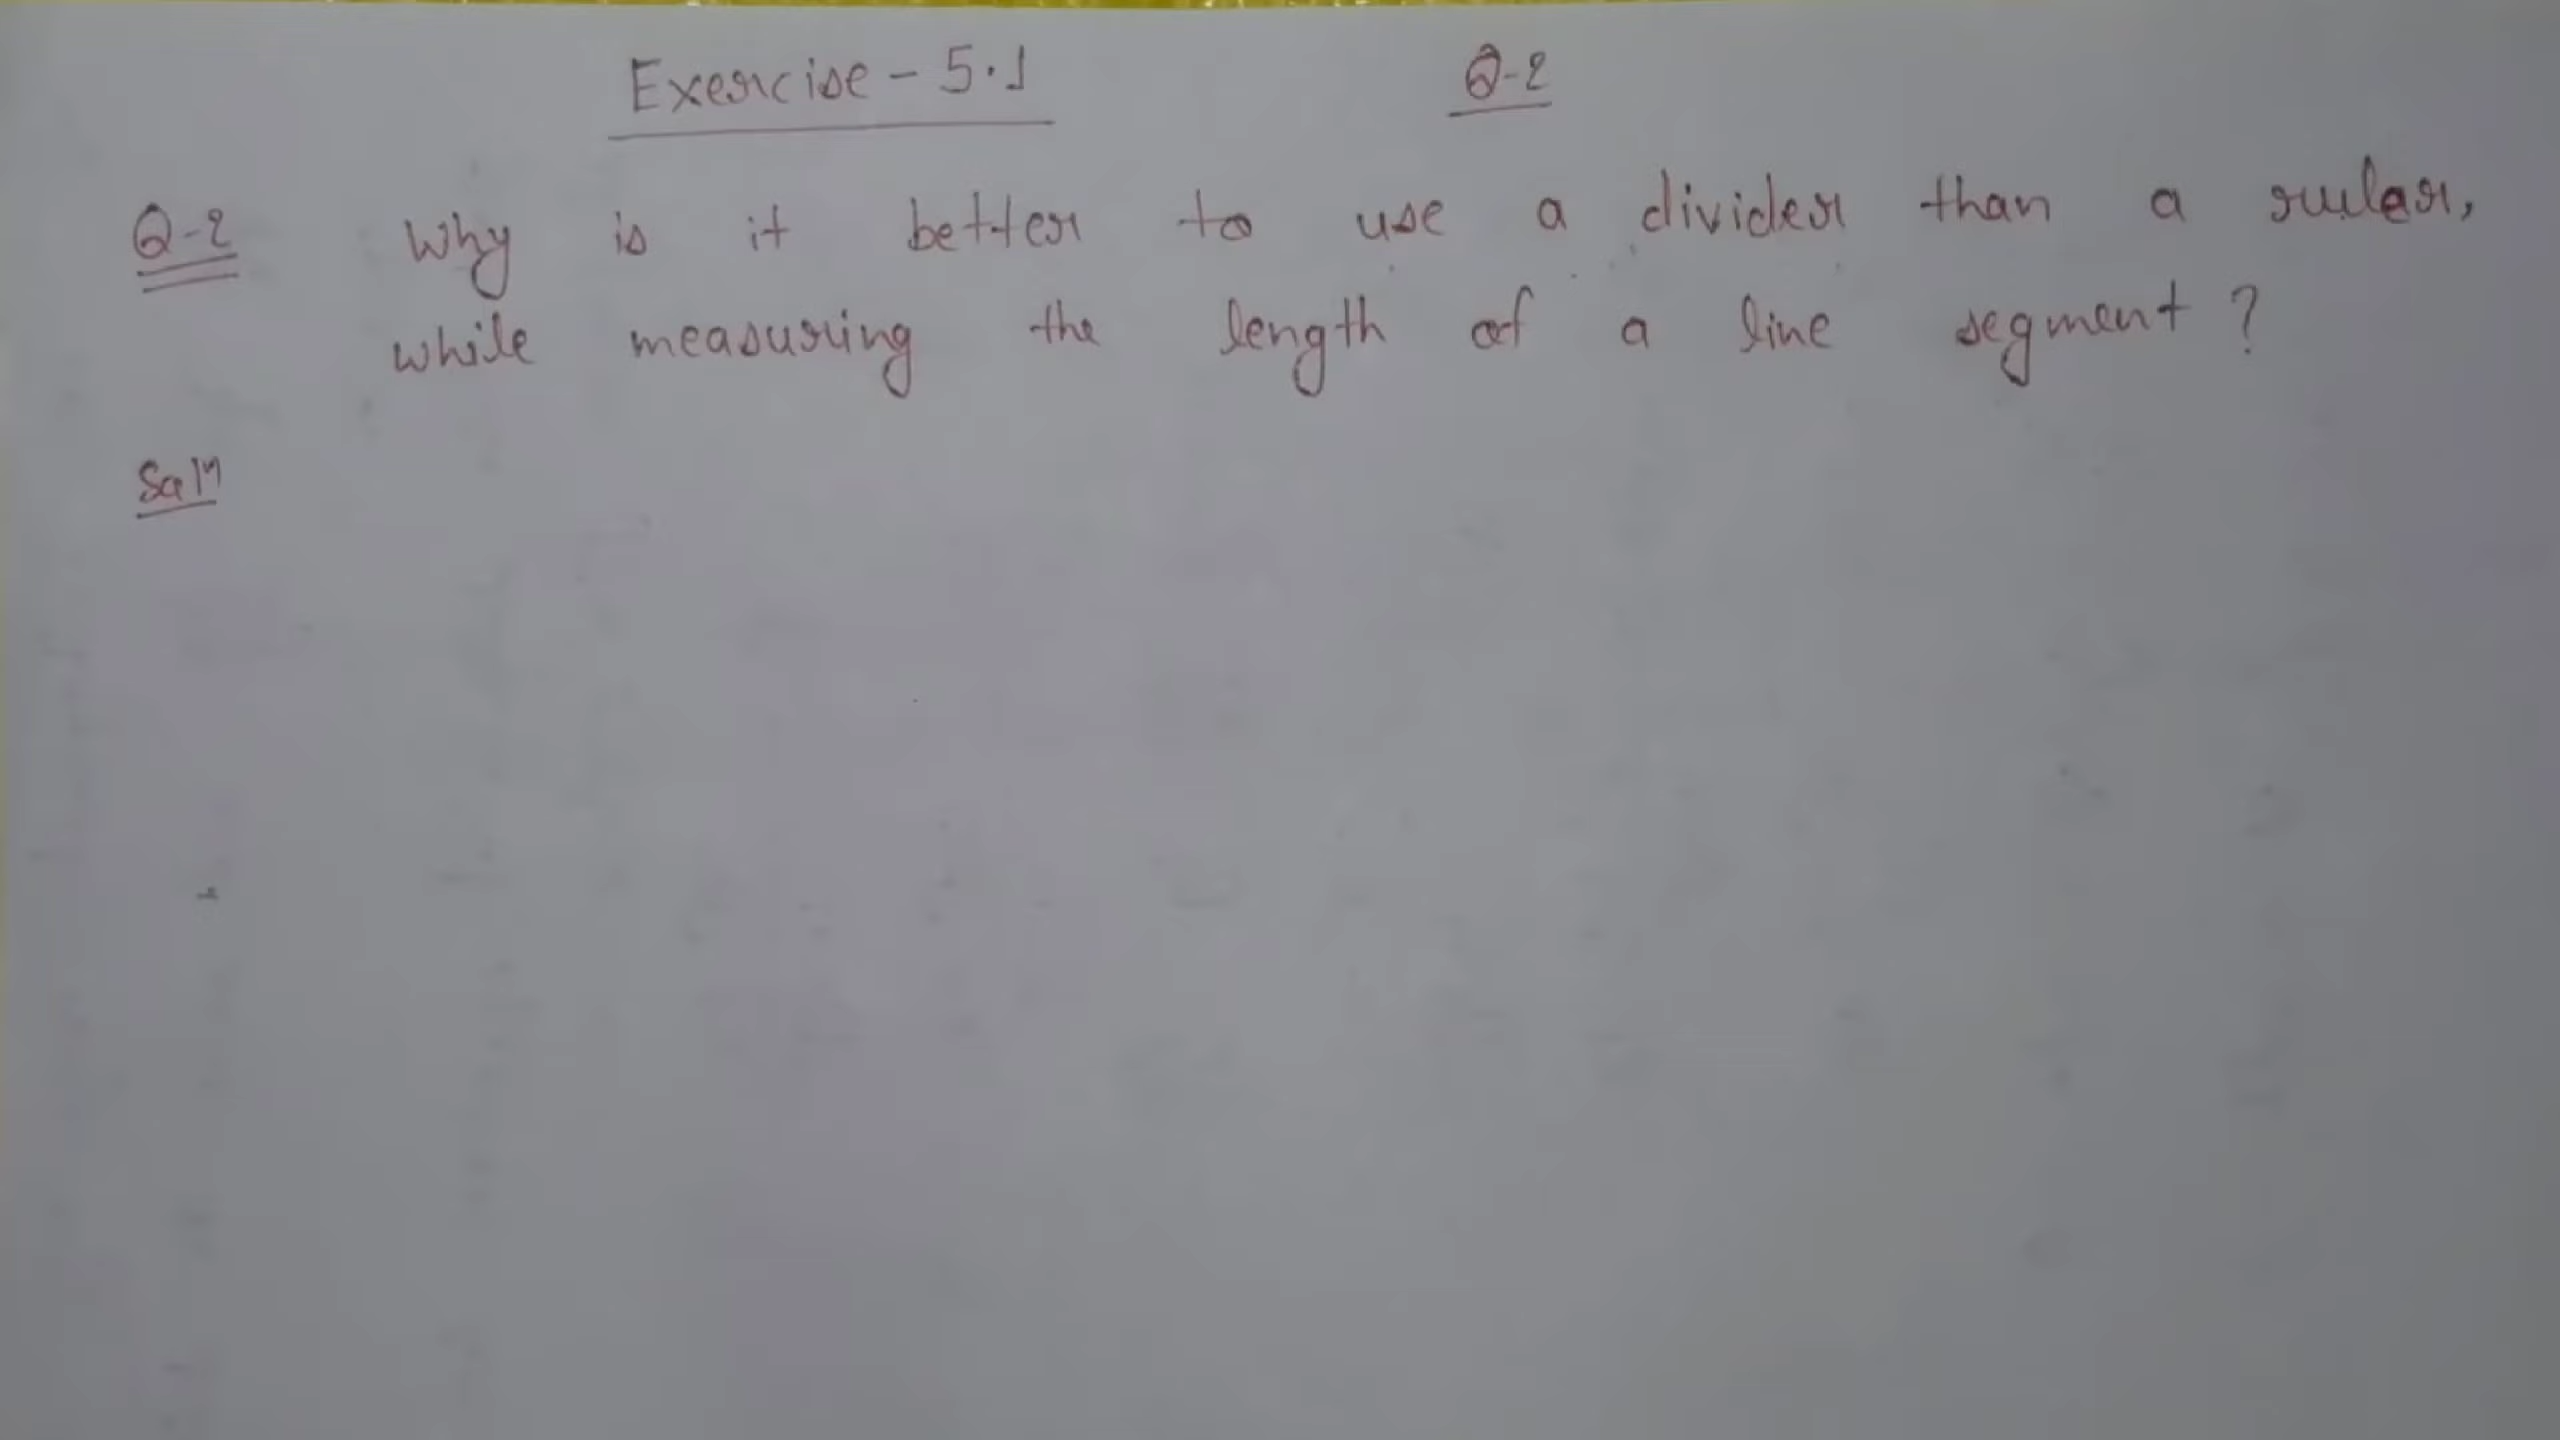 Exercise - 5.1 Q-2
Q-2 Why is it better to use a divider than a ruler,
while measuring the length of a line segment ?
Soln